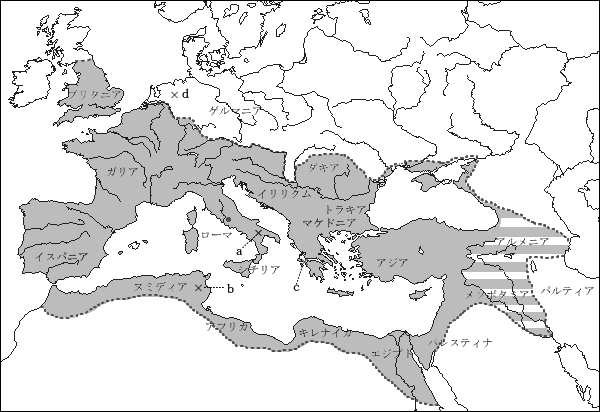 ブリタニア
d
ゲルマニア
ガリア
ダキア
イリリクム
トラキア
マケドニア
ローマ
アルメニア
イスパニア
a
シチリア
アジア
ヌミディア
b
c
メソポタミア
パルティア
アフリカ
キレナイカ
エジプト
パレスティナ